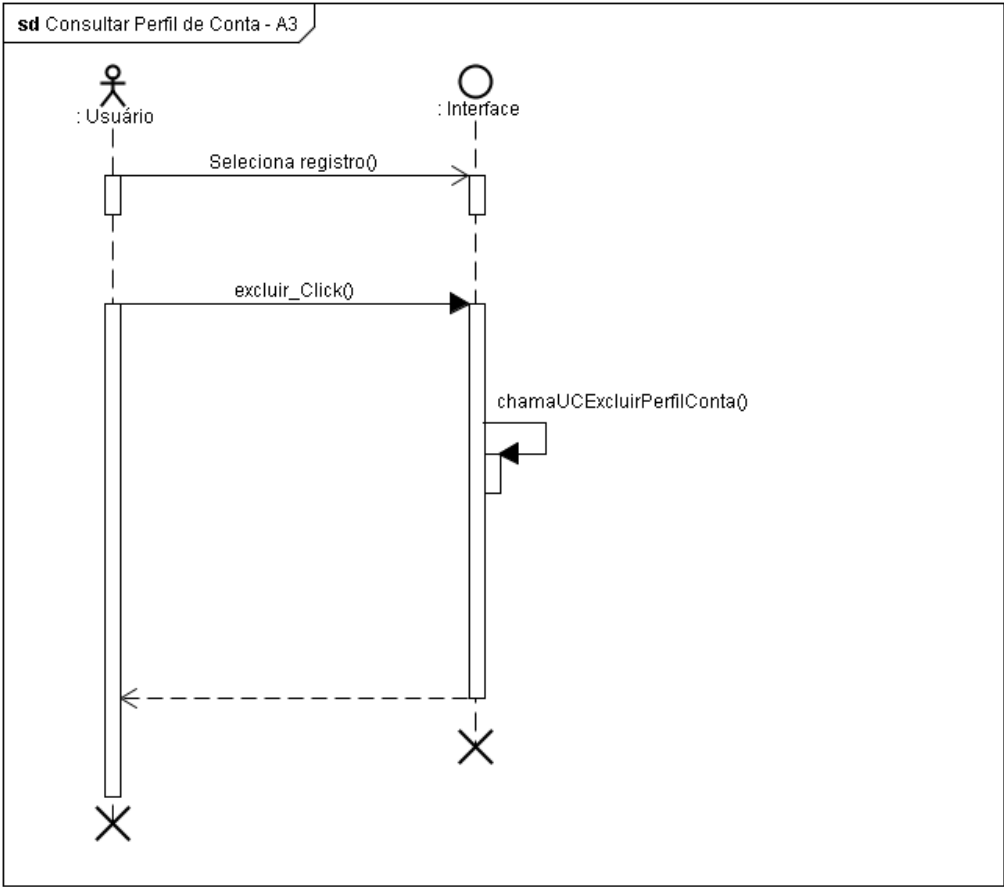 sd Consultar Perfil de Conta - A3
: Usuário
: Interface
Seleciona registro()
excluir_Click()
chamaUCExcluirPerfilConta()